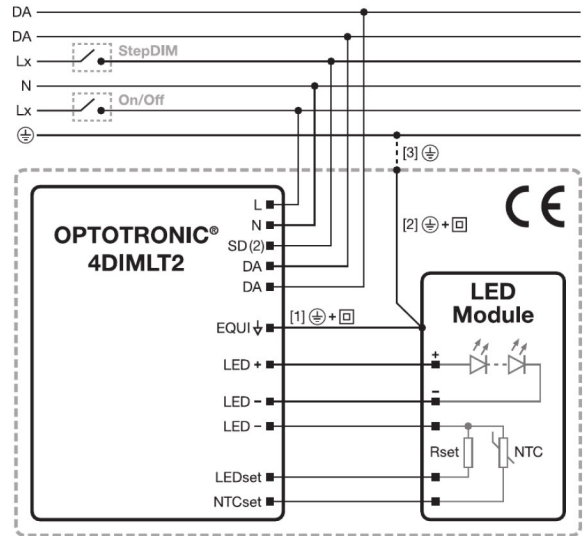 DA
DA
StepDIM
Lx
N
On/Off
Lx
[3]
CE
L
N
[2] +
OPTOTRONIC®
4DIMLT2
SD(2)
DA
DA
LED
Module
[1] +
EQUI
LED +
+
LED -
-
LED -
Rset
NTC
LEDset
NTCset